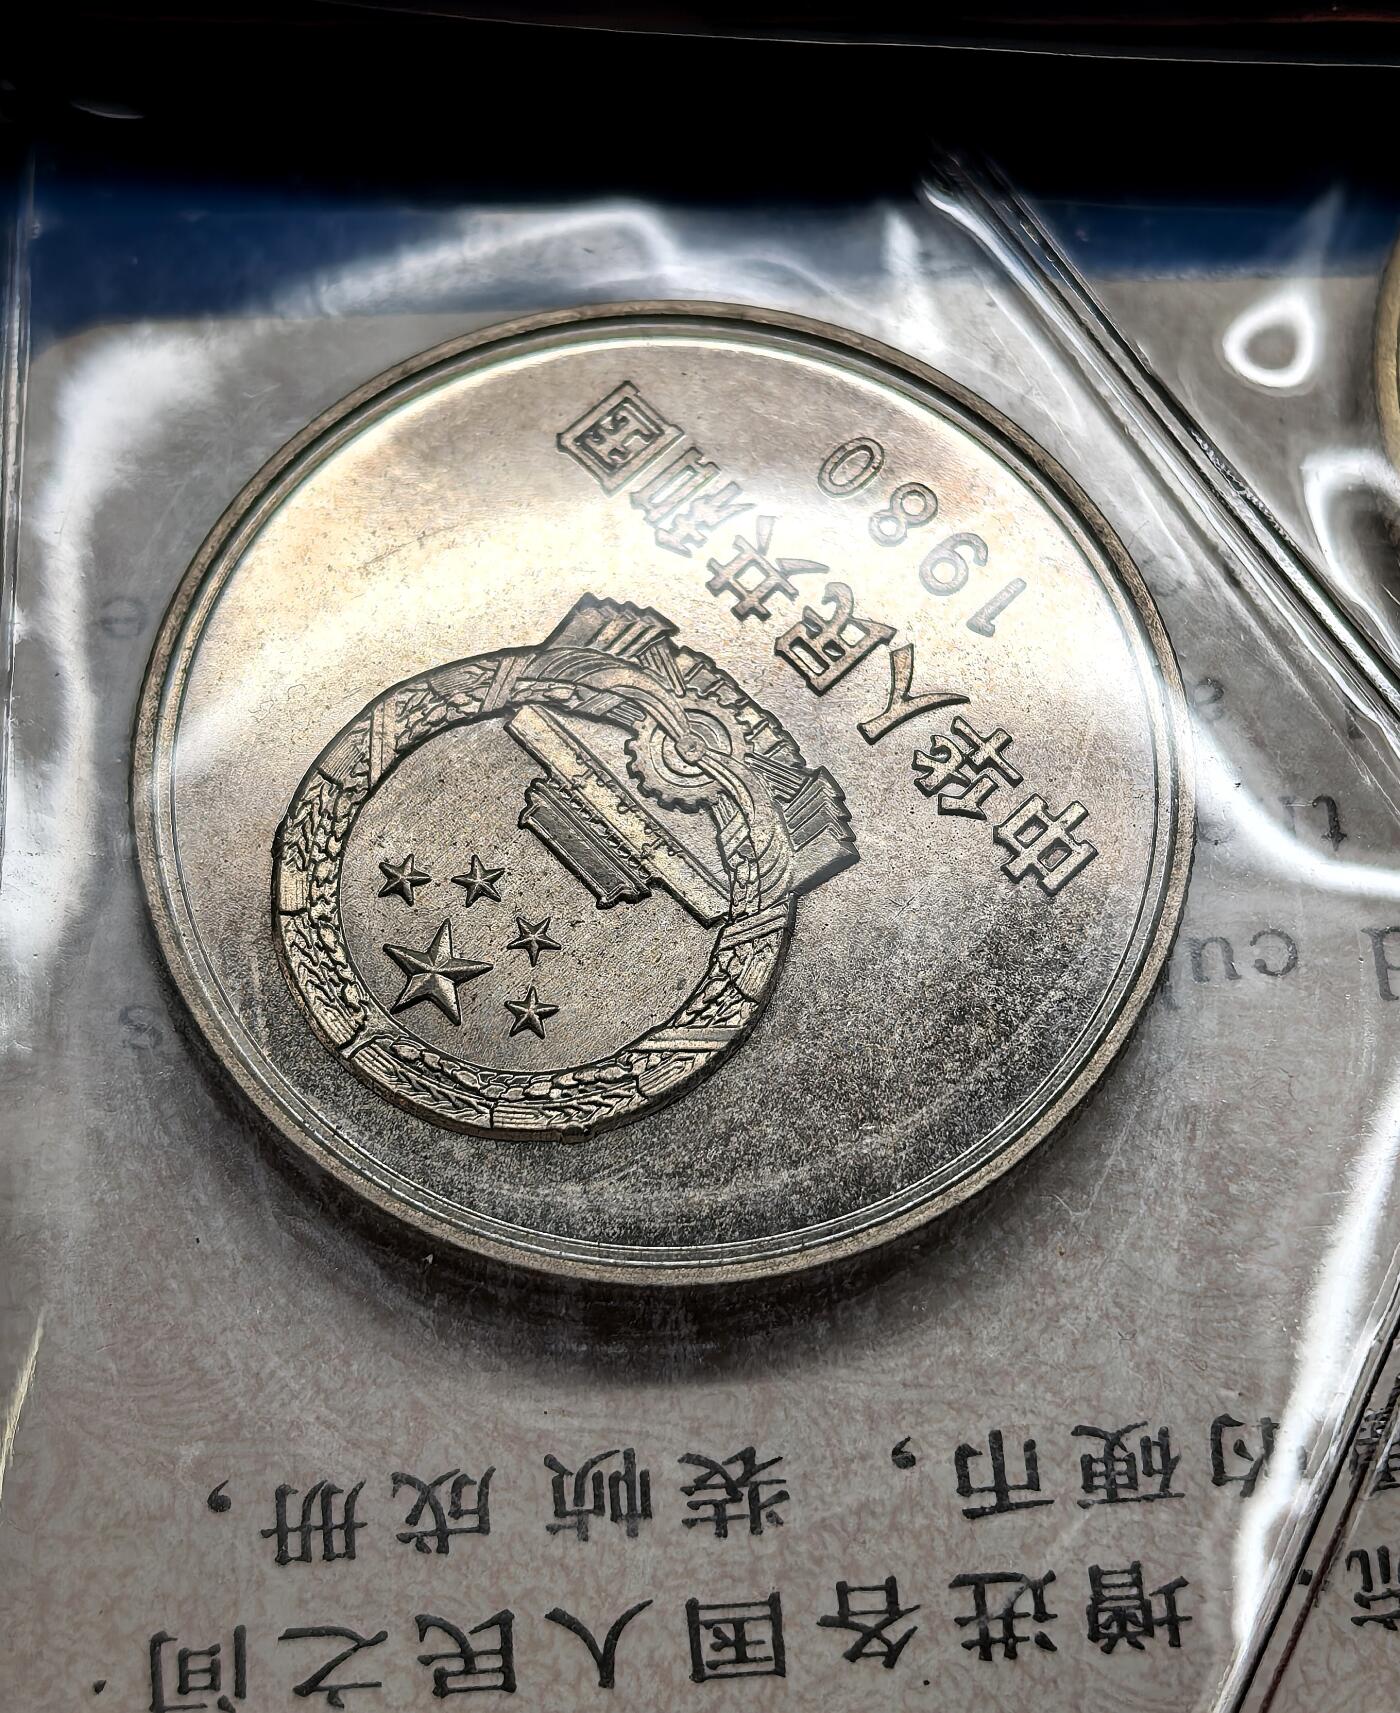 增进各国人民之间
的硬币，装帧成册，
中华人民共和国
1980